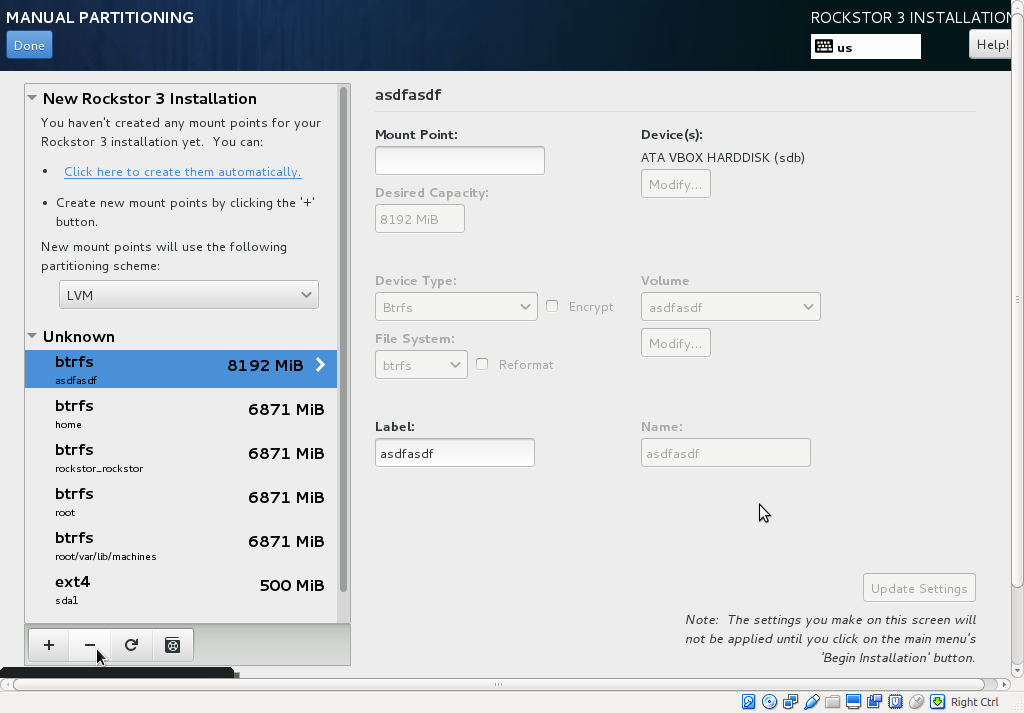 MANUAL PARTITIONING
ROCKSTOR 3 INSTALLATION
Done
us
Help!
New Rockstor 3 Installation
You haven't created any mount points for your
Rockstor 3 installation yet. You can:
• Click here to create them automatically.
• Create new mount points by clicking the '+'
button.
New mount points will use the following
partitioning scheme:
LVM
Unknown
btrfs 8192 MiB
asdfasdf
btrfs 6871 MiB
home
btrfs 6871 MiB
rockstor_rockstor
btrfs 6871 MiB
root
btrfs 6871 MiB
root/var/lib/machines
ext4 500 MiB
sda1
asdfasdf
Mount Point:
Device(s):
ATA VBOX HARDDISK (sdb)
Modify...
Desired Capacity:
8192 MiB
Device Type:
Volume
Btrfs
Encrypt
asdfasdf
File System:
Modify...
btrfs
Reformat
Label:
Name:
asdfasdf
asdfasdf
Update Settings
Note: The settings you make on this screen will
not be applied until you click on the main menu's
'Begin Installation' button.
Right Ctrl